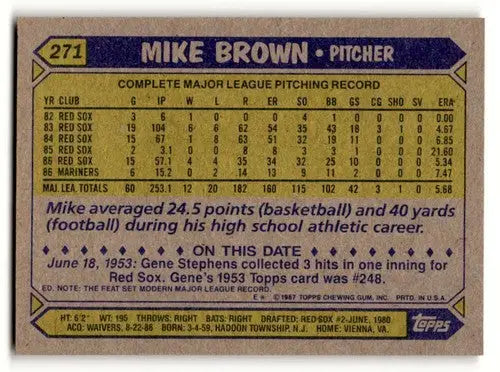 271 MIKE BROWN • PITCHER
COMPLETE MAJOR LEAGUE PITCHING RECORD
YR CLUB G IP W L R ER SO BB GS CG SHO SV ERA
82 RED SOX 3 6 1 0 4 0 1 0 0 0.00
83 RED SOX 19 104 6 6 62 54 35 43 18 3 1 0 4.67
84 RED SOX 15 67 1 8 63 51 32 19 11 0 0 0 6.85
85 RED SOX 2 3.1 0 0 8 8 3 3 1 0 0 0 21.60
86 RED SOX 15 57.1 4 4 35 34 32 25 10 0 0 0 5.34
86 MARINERS 6 15.2 0 2 14 13 9 11 2 0 0 0 7.47
MAJ. LEA. TOTALS 60 253.1 12 20 182 160 115 102 42 3 1 0 5.68
Mike averaged 24.5 points (basketball) and 40 yards
(football) during his high school athletic career.
ON THIS DATE
June 18, 1953: Gene Stephens collected 3 hits in one inning for
Red Sox. Gene's 1953 Topps card was #248.
ED. NOTE: THE FEAT SET MODERN MAJOR LEAGUE RECORD.
E* © 1987 TOPPS CHEWING GUM, INC. PRTD. IN U.S.A.
HT: 6'2" WT: 195 THROWS: RIGHT BATS: RIGHT DRAFTED: RED SOX #2-JUNE, 1980
ACQ: WAIVERS, 8-22-86 BORN: 3-4-59, HADDON TOWNSHIP, N.J. HOME: VIENNA, VA.
topps